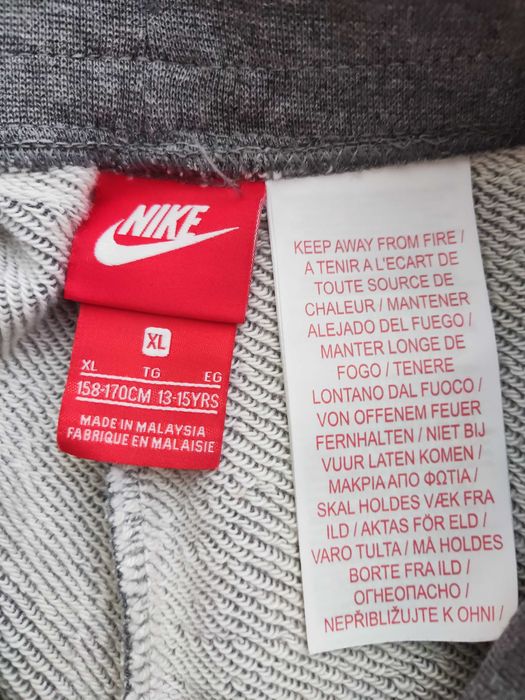 NIKE
XL
XL TG EG
158-170CM 13-15YRS
MADE IN MALAYSIA
FABRIQUE EN MALAISIE
KEEP AWAY FROM FIRE /
A TENIR A L'ECART DE
TOUTE SOURCE DE
CHALEUR / MANTENER
ALEJADO DEL FUEGO /
MANTER LONGE DE
FOGO / TENERE
LONTANO DAL FUOCO /
VON OFFENEM FEUER
FERNHALTEN / NIET BIJ
VUUR LATEN KOMEN /
ΜΑΚΡΙΑ ΑΠΟ ΦΩΤΙΑ /
SKAL HOLDES VÆK FRA
ILD / AKTAS FÖR ELD /
VARO TULTA / MÅ HOLDES
BORTE FRA ILD /
ОГНЕОПАСНО /
NEPŘIBLIŽUJTE K OHNI /